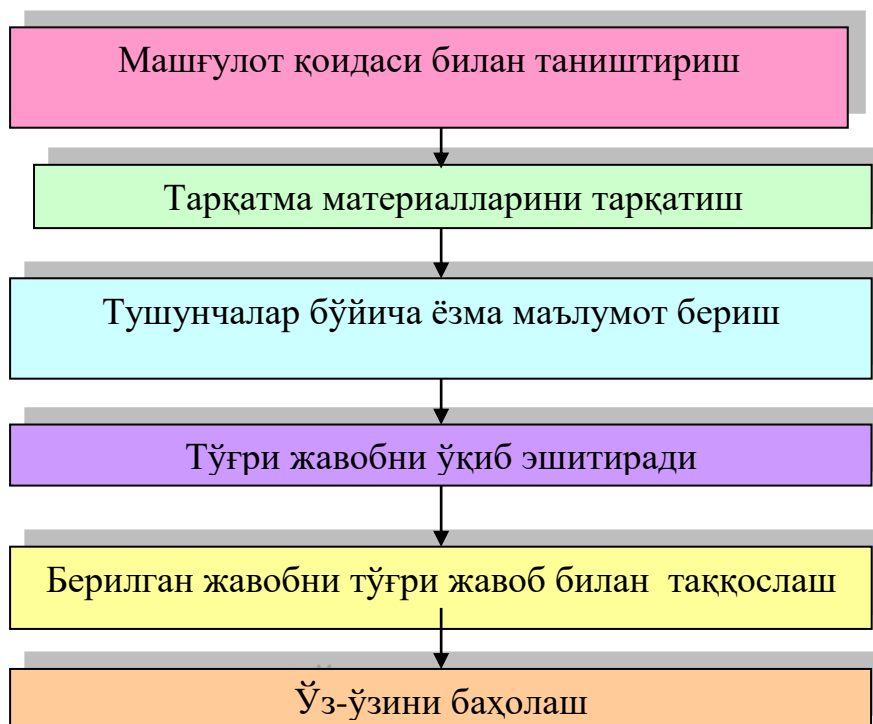 Машғулот қоидаси билан таништириш
Тарқатма материалларини тарқатиш
Тушунчалар бўйича ёзма маълумот бериш
Тўғри жавобни ўқиб эшитиради
Берилган жавобни тўғри жавоб билан таққослаш
Ўз-ўзини баҳолаш